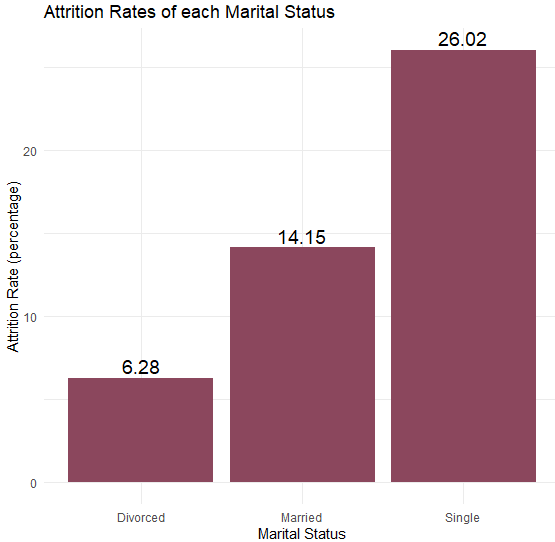 Attrition Rates of each Marital Status
26.02
14.15
6.28
20
10
0
Attrition Rate (percentage)
Divorced Married Single
Marital Status